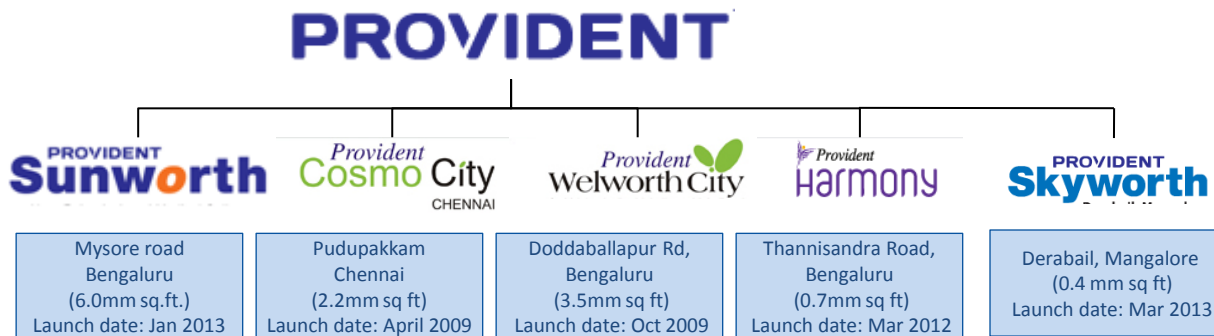 PROVIDENT
PROVIDENT
Sunworth
Provident
Cosmo City
CHENNAI
Provident
Welworth City
Provident
Harmony
PROVIDENT
Skyworth
Mysore road
Bengaluru
(6.0mm sq.ft.)
Launch date: Jan 2013
Pudupakkam
Chennai
(2.2mm sq ft)
Launch date: April 2009
Doddaballapur Rd,
Bengaluru
(3.5mm sq ft)
Launch date: Oct 2009
Thannisandra Road,
Bengaluru
(0.7mm sq ft)
Launch date: Mar 2012
Derabail, Mangalore
(0.4 mm sq ft)
Launch date: Mar 2013